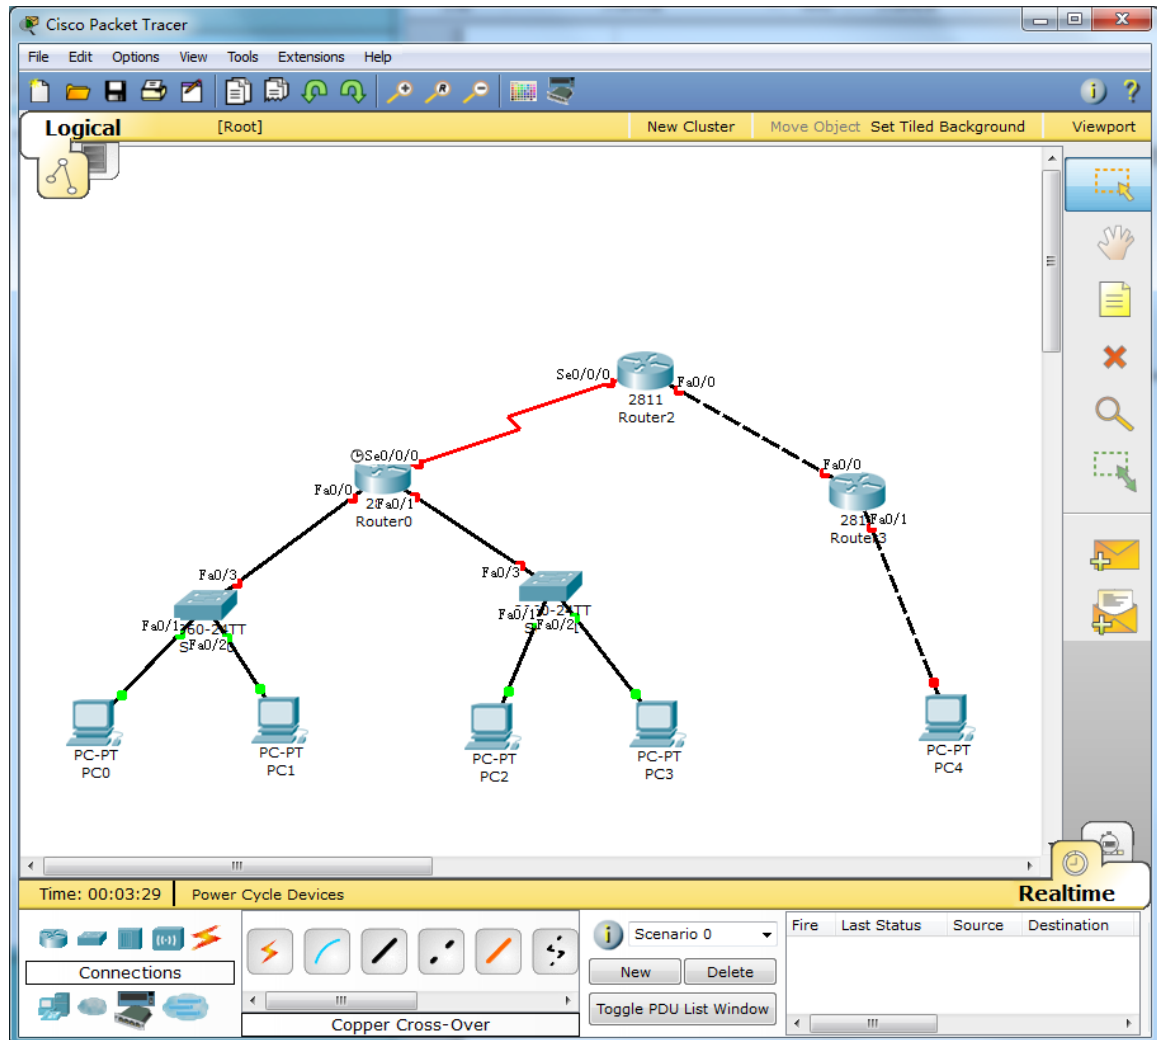 Cisco Packet Tracer
File Edit Options View Tools Extensions Help
Logical [Root] New Cluster Move Object Set Tiled Background Viewport
Se0/0/0
Fa0/0
2811
Router2
Se0/0/0
Fa0/0
Fa0/0
Fa0/1
Router0
Fa0/1
Fa0/3
Fa0/3
Fa0/1
Fa0/2
Fa0/1
Fa0/2
PC-PT
PC0
PC-PT
PC1
PC-PT
PC2
PC-PT
PC3
PC-PT
PC4
Time: 00:03:29 Power Cycle Devices Realtime
Connections
Copper Cross-Over
Scenario 0
New Delete
Toggle PDU List Window
Fire Last Status Source Destination